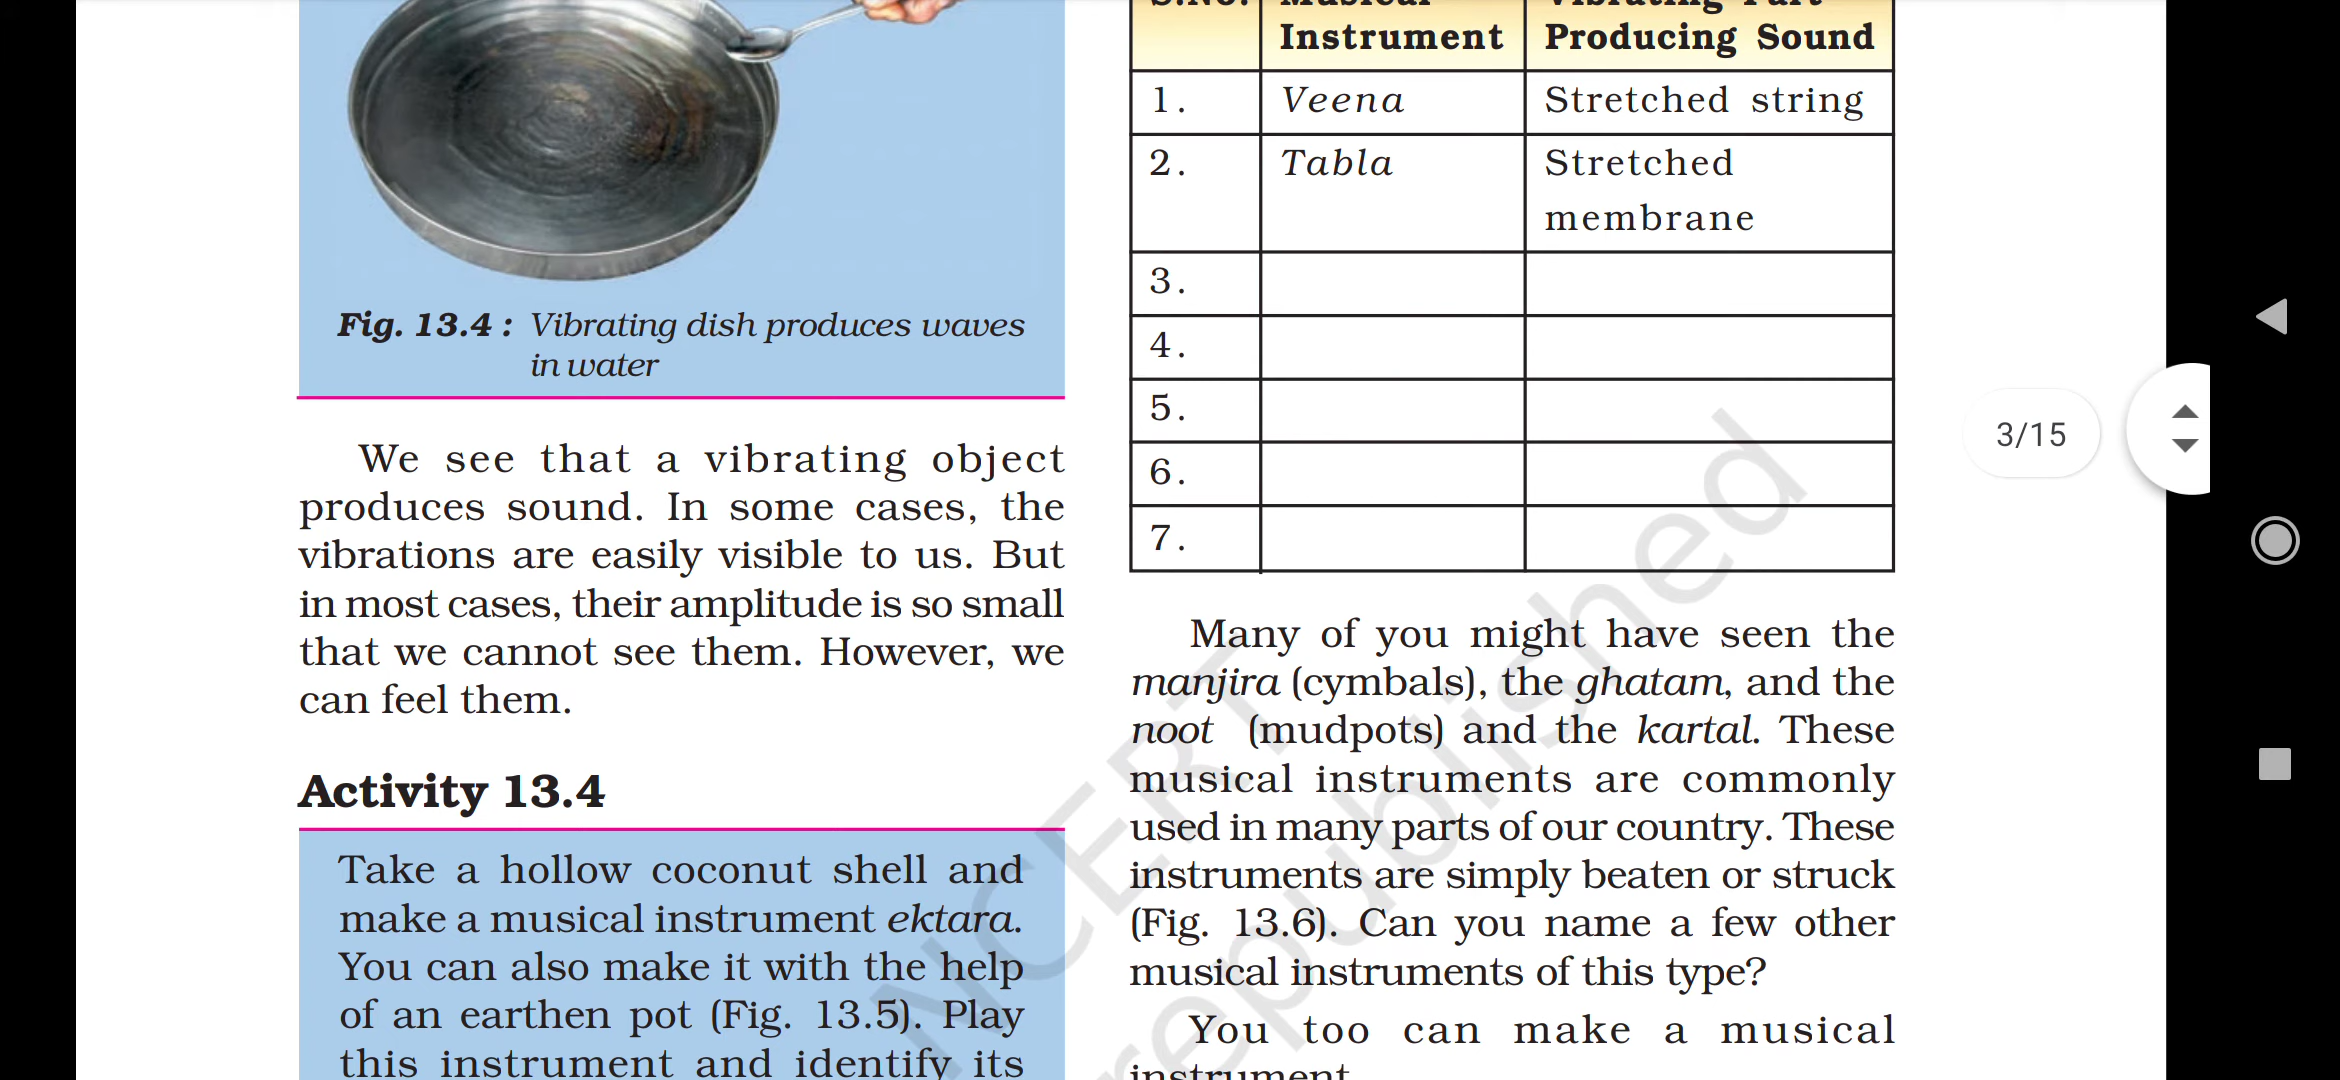 Fig. 13.4 : Vibrating dish produces waves
in water
We see that a vibrating object
produces sound. In some cases, the
vibrations are easily visible to us. But
in most cases, their amplitude is so small
that we cannot see them. However, we
can feel them.
Activity 13.4
Take a hollow coconut shell and
make a musical instrument ektara.
You can also make it with the help
of an earthen pot (Fig. 13.5). Play
this instrument and identify its
S.No. Musical Vibrating Part
Instrument Producing Sound
1. Veena Stretched string
2. Tabla Stretched
membrane
3.
4.
5.
6.
7.
Many of you might have seen the
manjira (cymbals), the ghatam, and the
noot (mudpots) and the kartal. These
musical instruments are commonly
used in many parts of our country. These
instruments are simply beaten or struck
(Fig. 13.6). Can you name a few other
musical instruments of this type?
You too can make a musical
instrument
NCERT
republished
3/15